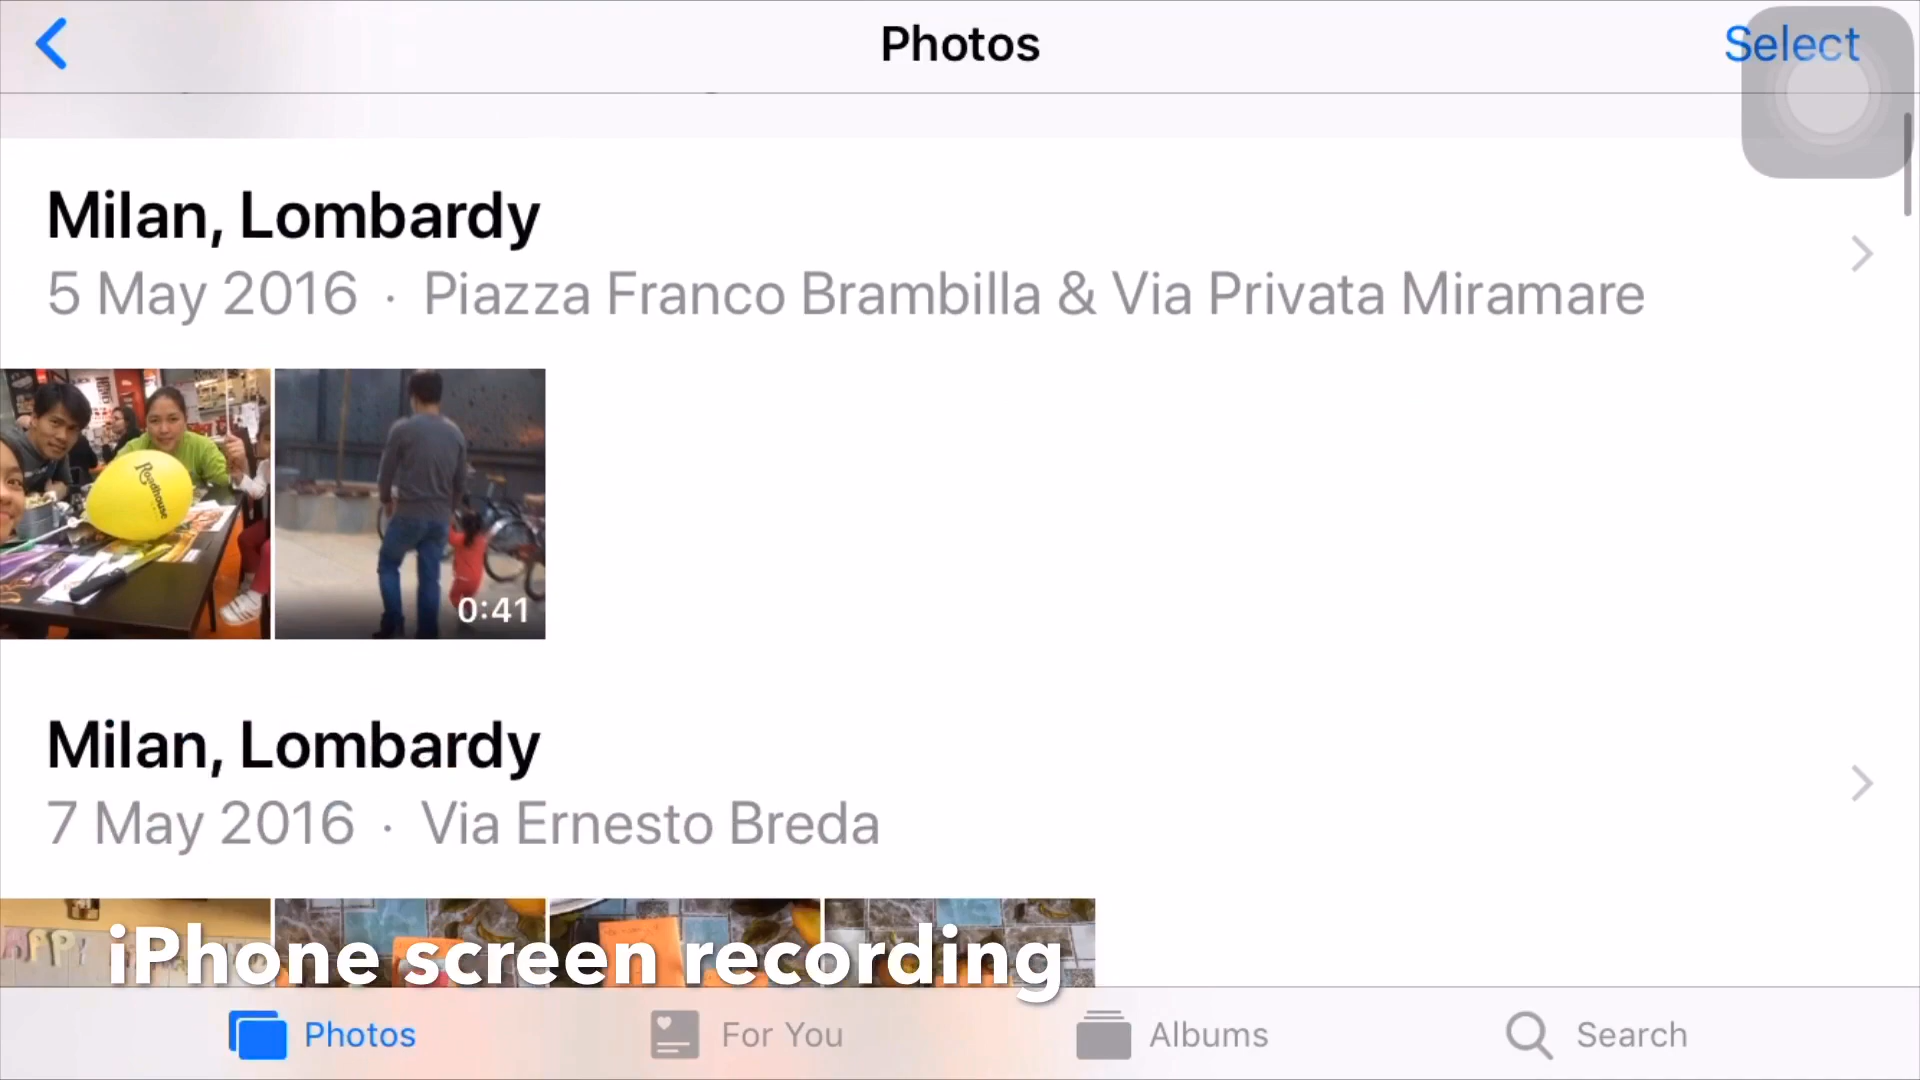 Photos
Select
Milan, Lombardy
5 May 2016 · Piazza Franco Brambilla & Via Privata Miramare
Roadhouse
0:41
Milan, Lombardy
7 May 2016 · Via Ernesto Breda
iPhone screen recording
Photos
For You
Albums
Search